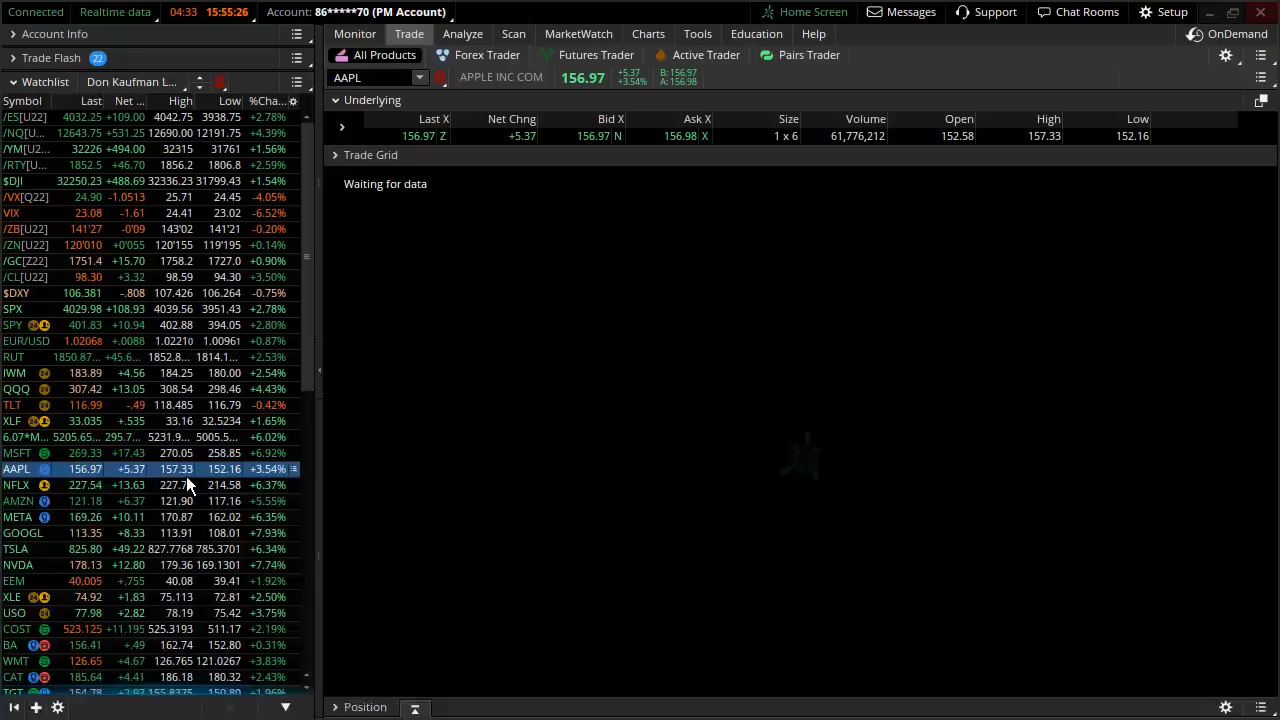 Connected Realtime data 04:33 15:55:26 Account: 86*****70 (PM Account) Home Screen Messages Support Chat Rooms Setup
Account Info
Trade Flash 22
Watchlist Don Kaufman L...
Symbol Last Net ... High Low %Cha...
/ES[U22] 4032.25 +109.00 4042.75 3938.75 +2.78%
/NQ[U... 12643.75 +531.25 12690.00 12191.75 +4.39%
/YM[U2... 32226 +494.00 32315 31761 +1.56%
/RTY[U... 1852.5 +46.70 1856.2 1806.8 +2.59%
$DJI 32250.23 +488.69 32336.23 31799.43 +1.54%
/VX[Q22] 24.90 -1.0513 25.71 24.45 -4.05%
VIX 23.08 -1.61 24.41 23.02 -6.52%
/ZB[U22] 141'27 -0'09 143'02 141'21 -0.20%
/ZN[U22] 120'010 +0'055 120'155 119'195 +0.14%
/GC[Z22] 1751.4 +15.70 1758.2 1727.0 +0.90%
/CL[U22] 98.30 +3.32 98.59 94.30 +3.50%
$DXY 106.381 -.808 107.426 106.264 -0.75%
SPX 4029.98 +108.93 4039.56 3951.43 +2.78%
SPY 24 401.83 +10.94 402.88 394.05 +2.80%
EUR/USD 1.02068 +.0088 1.02210 1.00961 +0.87%
RUT 1850.87... +45.6... 1852.8... 1814.1... +2.53%
IWM 24 183.89 +4.56 184.25 180.00 +2.54%
QQQ 24 307.42 +13.05 308.54 298.46 +4.43%
TLT 24 116.99 -.49 118.485 116.79 -0.42%
XLF 24 33.035 +.535 33.16 32.5234 +1.65%
6.07*M... 5205.65... 295.7... 5231.9... 5005.5... +6.02%
MSFT 269.33 +17.43 270.05 258.85 +6.92%
AAPL 156.97 +5.37 157.33 152.16 +3.54%
NFLX 227.54 +13.63 214.58 +6.37%
AMZN 121.18 +6.37 121.90 117.16 +5.55%
META 169.26 +10.11 170.87 162.02 +6.35%
GOOGL 113.35 +8.33 113.91 108.01 +7.93%
TSLA 825.80 +49.22 827.7768 785.3701 +6.34%
NVDA 178.13 +12.80 179.36 169.1301 +7.74%
EEM 40.005 +.755 40.08 39.41 +1.92%
XLE 24 74.92 +1.83 75.113 72.81 +2.50%
USO 24 77.98 +2.82 78.19 75.42 +3.75%
COST 523.125 +11.195 525.3193 511.17 +2.19%
BA 156.41 +.49 162.74 152.80 +0.31%
WMT 126.65 +4.67 126.765 121.0267 +3.83%
CAT 185.64 +4.41 186.18 180.32 +2.43%
TGT 154.78 +2.97 155.8375 150.80 +1.96%
Monitor Trade Analyze Scan MarketWatch Charts Tools Education Help OnDemand
All Products Forex Trader Futures Trader Active Trader Pairs Trader
AAPL APPLE INC COM 156.97 +5.37 +3.54% B: 156.97 A: 156.98
Underlying
Last X Net Chng Bid X Ask X Size Volume Open High Low
156.97 Z +5.37 156.97 N 156.98 X 1 x 6 61,776,212 152.58 157.33 152.16
Trade Grid
Waiting for data
Position